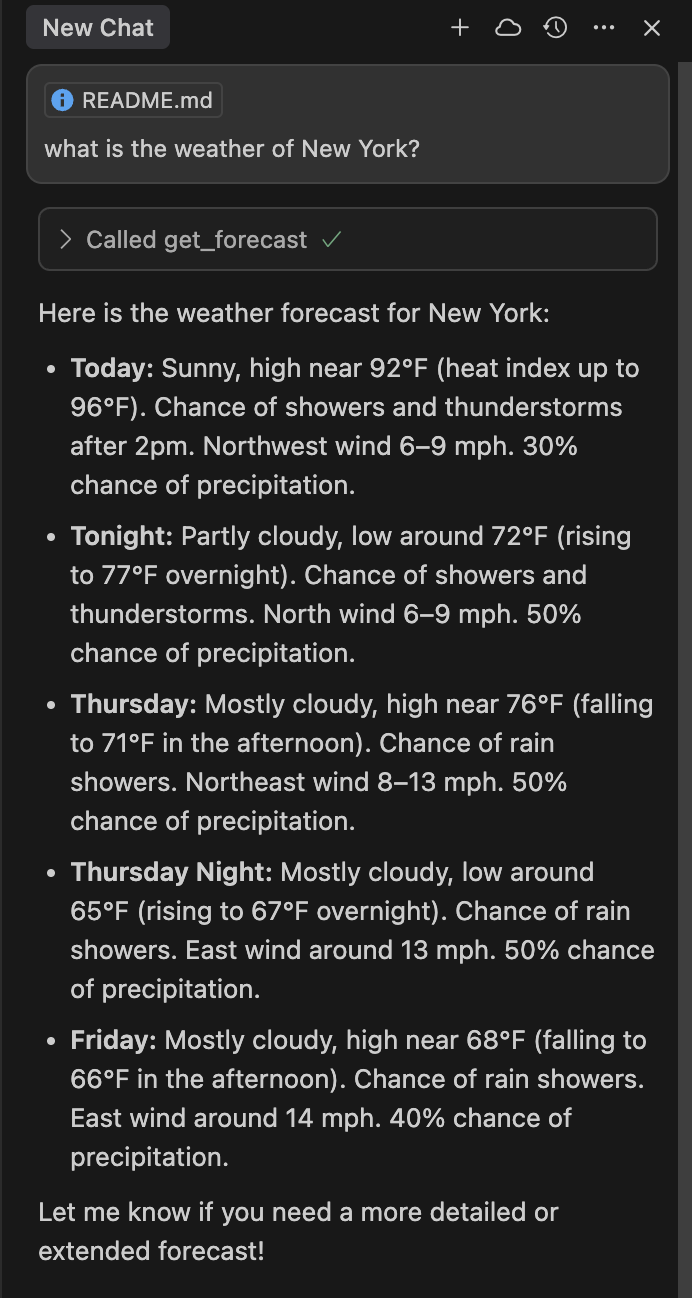 New Chat
README.md
what is the weather of New York?
Called get_forecast
Here is the weather forecast for New York:
• Today: Sunny, high near 92°F (heat index up to
96°F). Chance of showers and thunderstorms
after 2pm. Northwest wind 6–9 mph. 30%
chance of precipitation.
• Tonight: Partly cloudy, low around 72°F (rising
to 77°F overnight). Chance of showers and
thunderstorms. North wind 6–9 mph. 50%
chance of precipitation.
• Thursday: Mostly cloudy, high near 76°F (falling
to 71°F in the afternoon). Chance of rain
showers. Northeast wind 8–13 mph. 50%
chance of precipitation.
• Thursday Night: Mostly cloudy, low around
65°F (rising to 67°F overnight). Chance of rain
showers. East wind around 13 mph. 50% chance
of precipitation.
• Friday: Mostly cloudy, high near 68°F (falling to
66°F in the afternoon). Chance of rain showers.
East wind around 14 mph. 40% chance of
precipitation.
Let me know if you need a more detailed or
extended forecast!